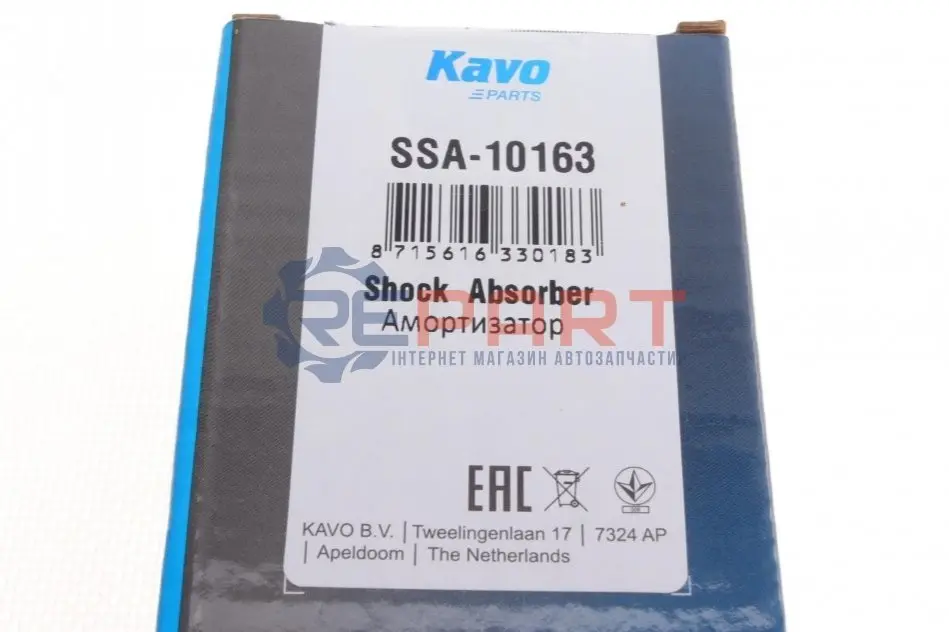 Kavo
PARTS
SSA-10163
8 715616 330183
Shock Absorber
REPART
Амортизатор
ІНТЕРНЕТ МАГАЗИН АВТОЗАПЧАСТИН
EAC
KAVO B.V. | Tweelingenlaan 17 | 7324 AP
| Apeldoom | The Netherlands